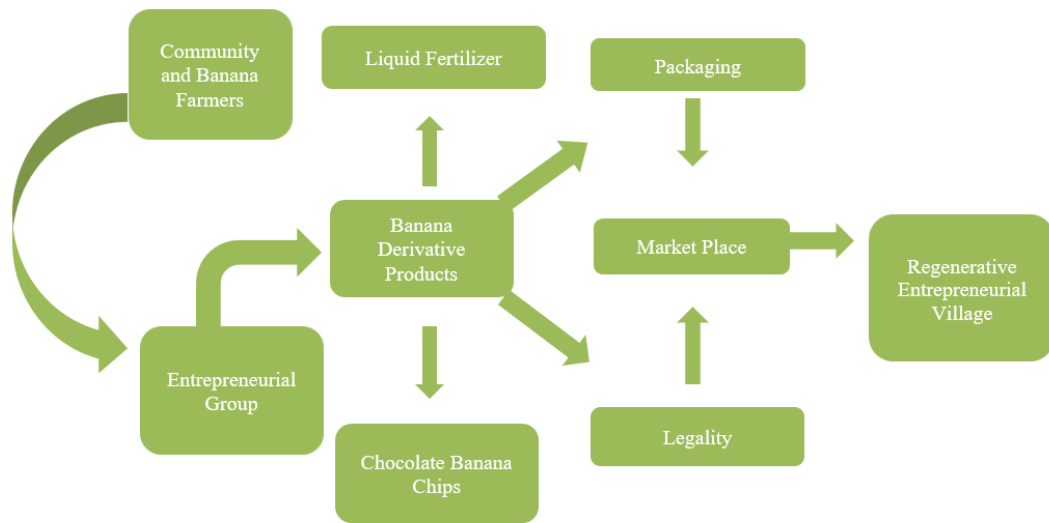 Community
and Banana
Farmers
Liquid Fertilizer
Packaging
Banana
Derivative
Products
Market Place
Regenerative
Entrepreneurial
Village
Entrepreneurial
Group
Chocolate Banana
Chips
Legality